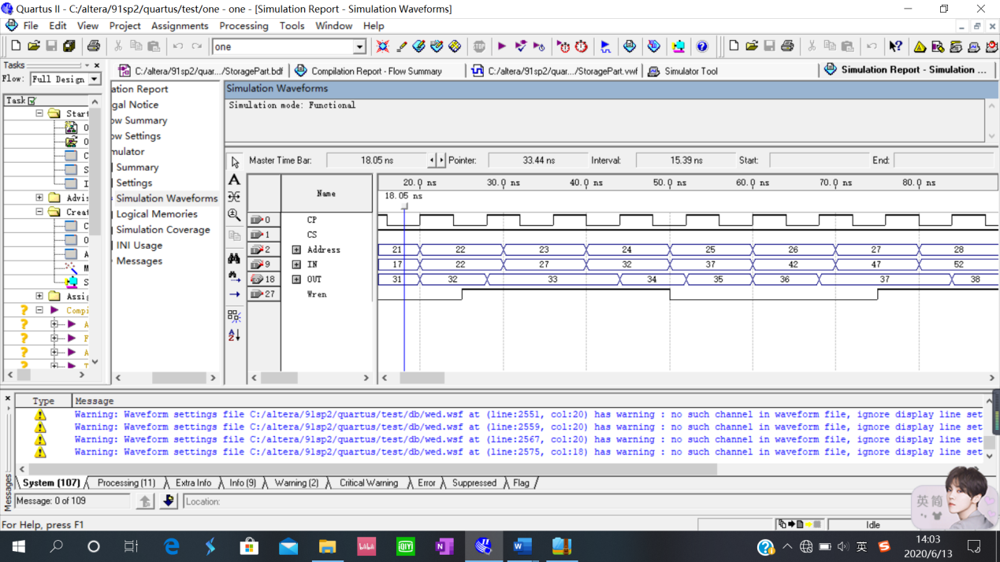 Quartus II - C:/altera/91sp2/quartus/test/one - one - [Simulation Report - Simulation Waveforms]
File Edit View Project Assignments Processing Tools Window Help
one
Tasks
Flow: Full Design
C:/altera/91sp2/quar.../StoragePart.bdf
Compilation Report - Flow Summary
C:/altera/91sp2/quar.../StoragePart.vwf
Simulator Tool
Simulation Report - Simulation ...
Task
Star
O
O
C
S
I
Advi
Creat
C
O
A
M
S
Assig
Compi
A
F
A
T
ation Report
gal Notice
ow Summary
ow Settings
mulator
Summary
Settings
Simulation Waveforms
Logical Memories
Simulation Coverage
INI Usage
Messages
Simulation Waveforms
Simulation mode: Functional
Master Time Bar: 18.05 ns Pointer: 33.44 ns Interval: 15.39 ns Start: End:
Name
20.0 ns 30.0 ns 40.0 ns 50.0 ns 60.0 ns 70.0 ns 80.0 ns
18.05 ns
0 CP
1 CS
2 Address 21 22 23 24 25 26 27 28
9 IN 17 22 27 32 37 42 47 52
18 OUT 31 32 33 34 35 36 37 38
27 Wren
Type Message
Warning: Waveform settings file C:/altera/91sp2/quartus/test/db/wed.wsf at (line:2551, col:20) has warning : no such channel in waveform file, ignore display line set
Warning: Waveform settings file C:/altera/91sp2/quartus/test/db/wed.wsf at (line:2559, col:20) has warning : no such channel in waveform file, ignore display line set
Warning: Waveform settings file C:/altera/91sp2/quartus/test/db/wed.wsf at (line:2567, col:20) has warning : no such channel in waveform file, ignore display line set
Warning: Waveform settings file C:/altera/91sp2/quartus/test/db/wed.wsf at (line:2575, col:18) has warning : no such channel in waveform file, ignore display line set
System (107) Processing (11) Extra Info Info (9) Warning (2) Critical Warning Error Suppressed Flag
Messages
Message: 0 of 109
Location:
英 简
For Help, press F1
Idle
英
14:03
2020/6/13